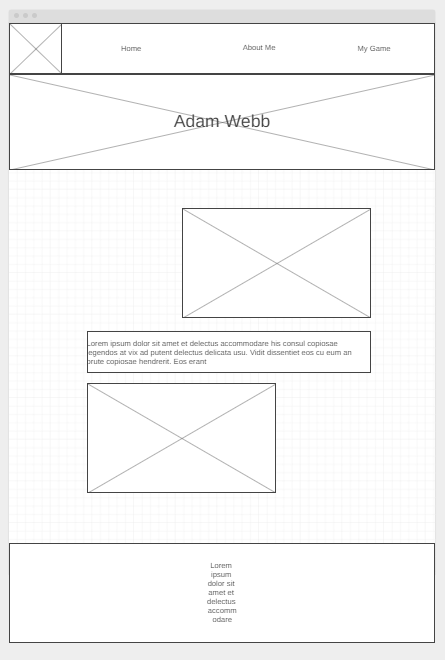 Home
About Me
My Game
Adam Webb
Lorem ipsum dolor sit amet et delectus accommodare his consul copiosae
legendos at vix ad putent delectus delicata usu. Vidit dissentiet eos cu eum an
brute copiosae hendrerit. Eos erant
Lorem
ipsum
dolor sit
amet et
delectus
accomm
odare